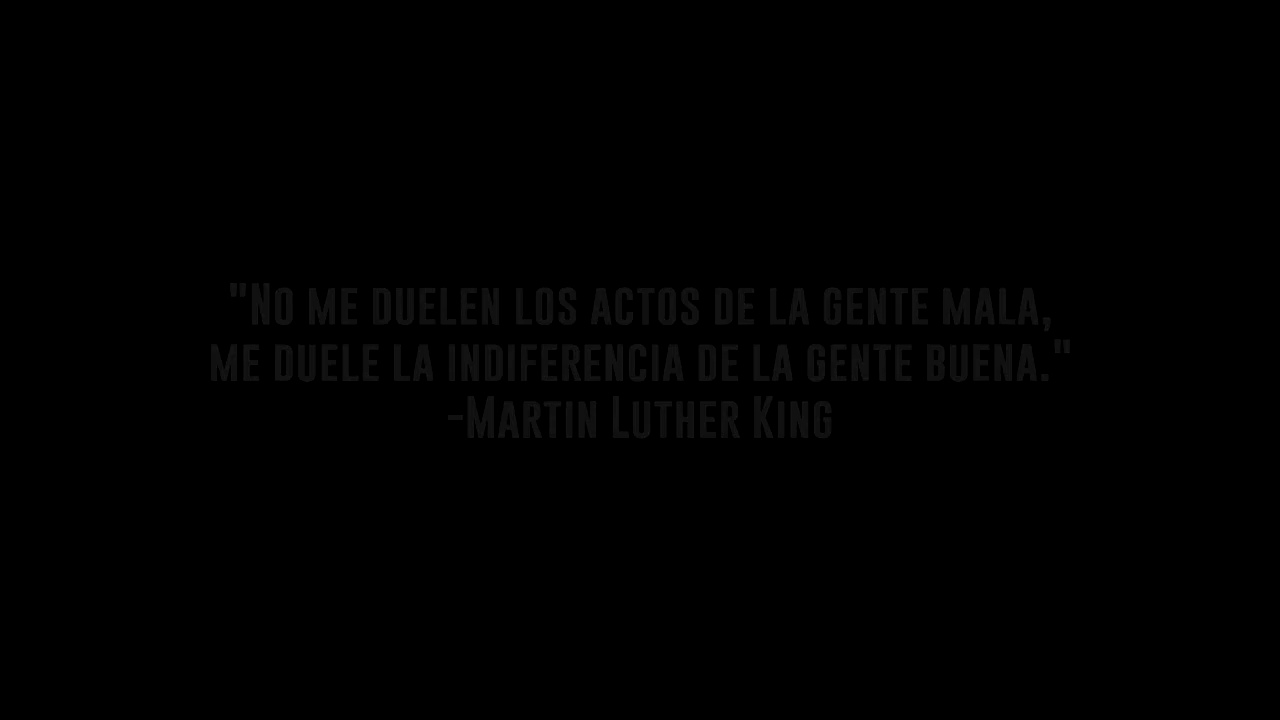 "No me duelen los actos de la gente mala,
me duele la indiferencia de la gente buena."
-Martin Luther King